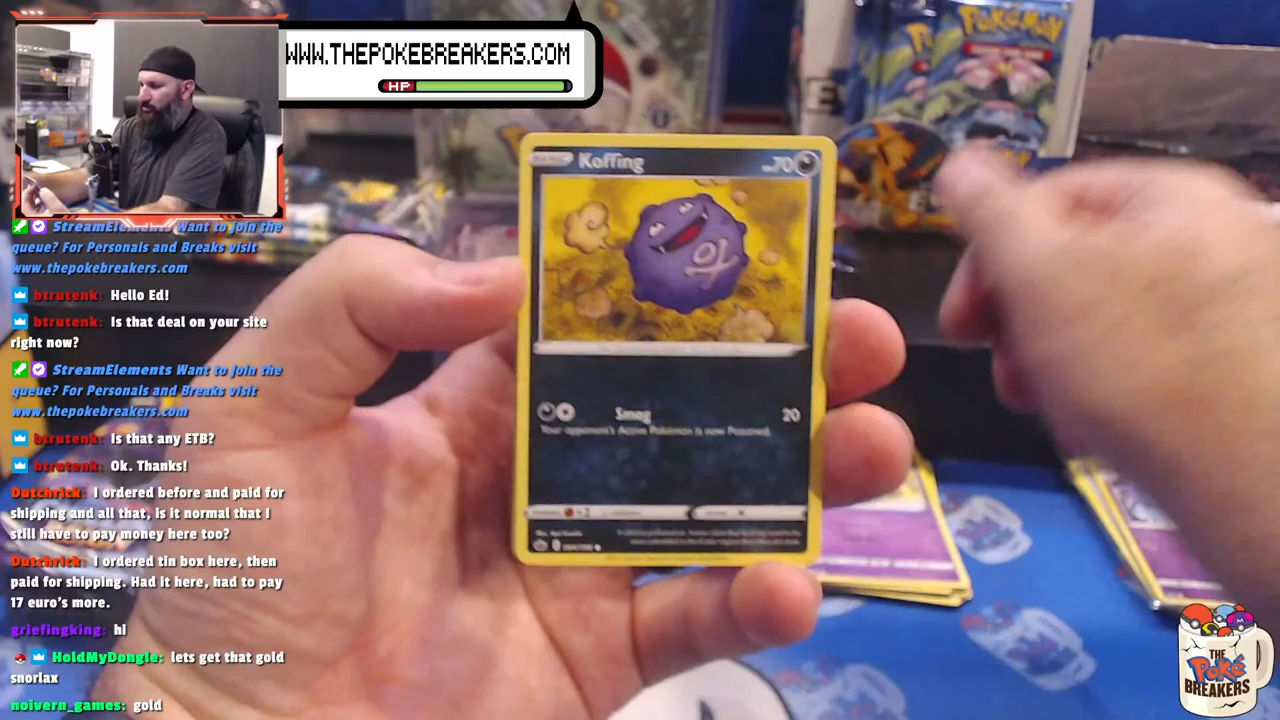 WWW.THEPOKEBREAKERS.COM
HP
POKéMON
BASIC Koffing HP 70
Smog 20
Your opponent's Active Pokémon is now Poisoned.
StreamElements Want to join the
queue? For Personals and Breaks visit
www.thepokebreakers.com
btrutenk: Hello Ed!
btrutenk: Is that deal on your site
right now?
StreamElements Want to join the
queue? For Personals and Breaks visit
www.thepokebreakers.com
btrutenk: Is that any ETB?
btrutenk: Ok. Thanks!
Dutchrick: I ordered before and paid for
shipping and all that, is it normal that I
still have to pay money here too?
Dutchrick: I ordered tin box here, then
paid for shipping. Had it here, had to pay
17 euro's more.
griefingking: hi
HoldMyDongle: lets get that gold
snorlax
noivern_games: gold
THE
Poké
BREAKERS